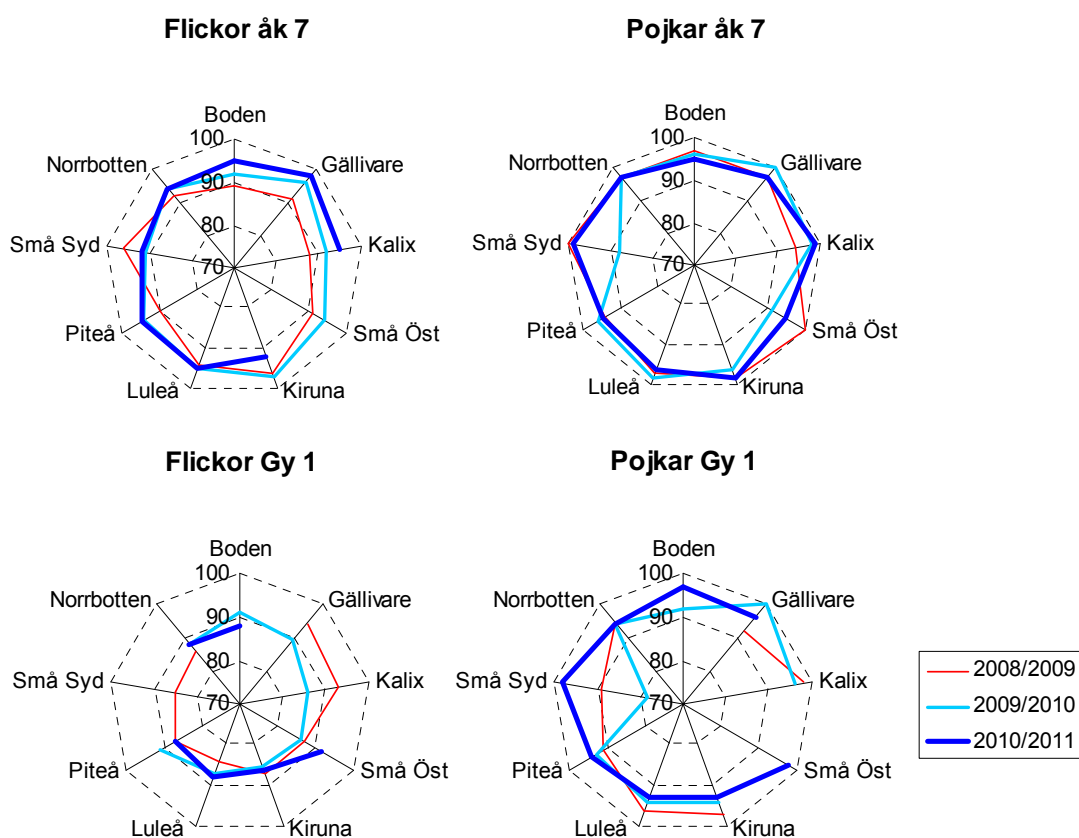 Flickor åk 7
Boden
100
90
80
70
Gällivare
Kalix
Små Öst
Kiruna
Luleå
Piteå
Små Syd
Norrbotten
Pojkar åk 7
Boden
100
90
80
70
Gällivare
Kalix
Små Öst
Kiruna
Luleå
Piteå
Små Syd
Norrbotten
Flickor Gy 1
Boden
100
90
80
70
Gällivare
Kalix
Små Öst
Kiruna
Luleå
Piteå
Små Syd
Norrbotten
Pojkar Gy 1
Boden
100
90
80
70
Gällivare
Kalix
Små Öst
Kiruna
Luleå
Piteå
Små Syd
Norrbotten
2008/2009
2009/2010
2010/2011